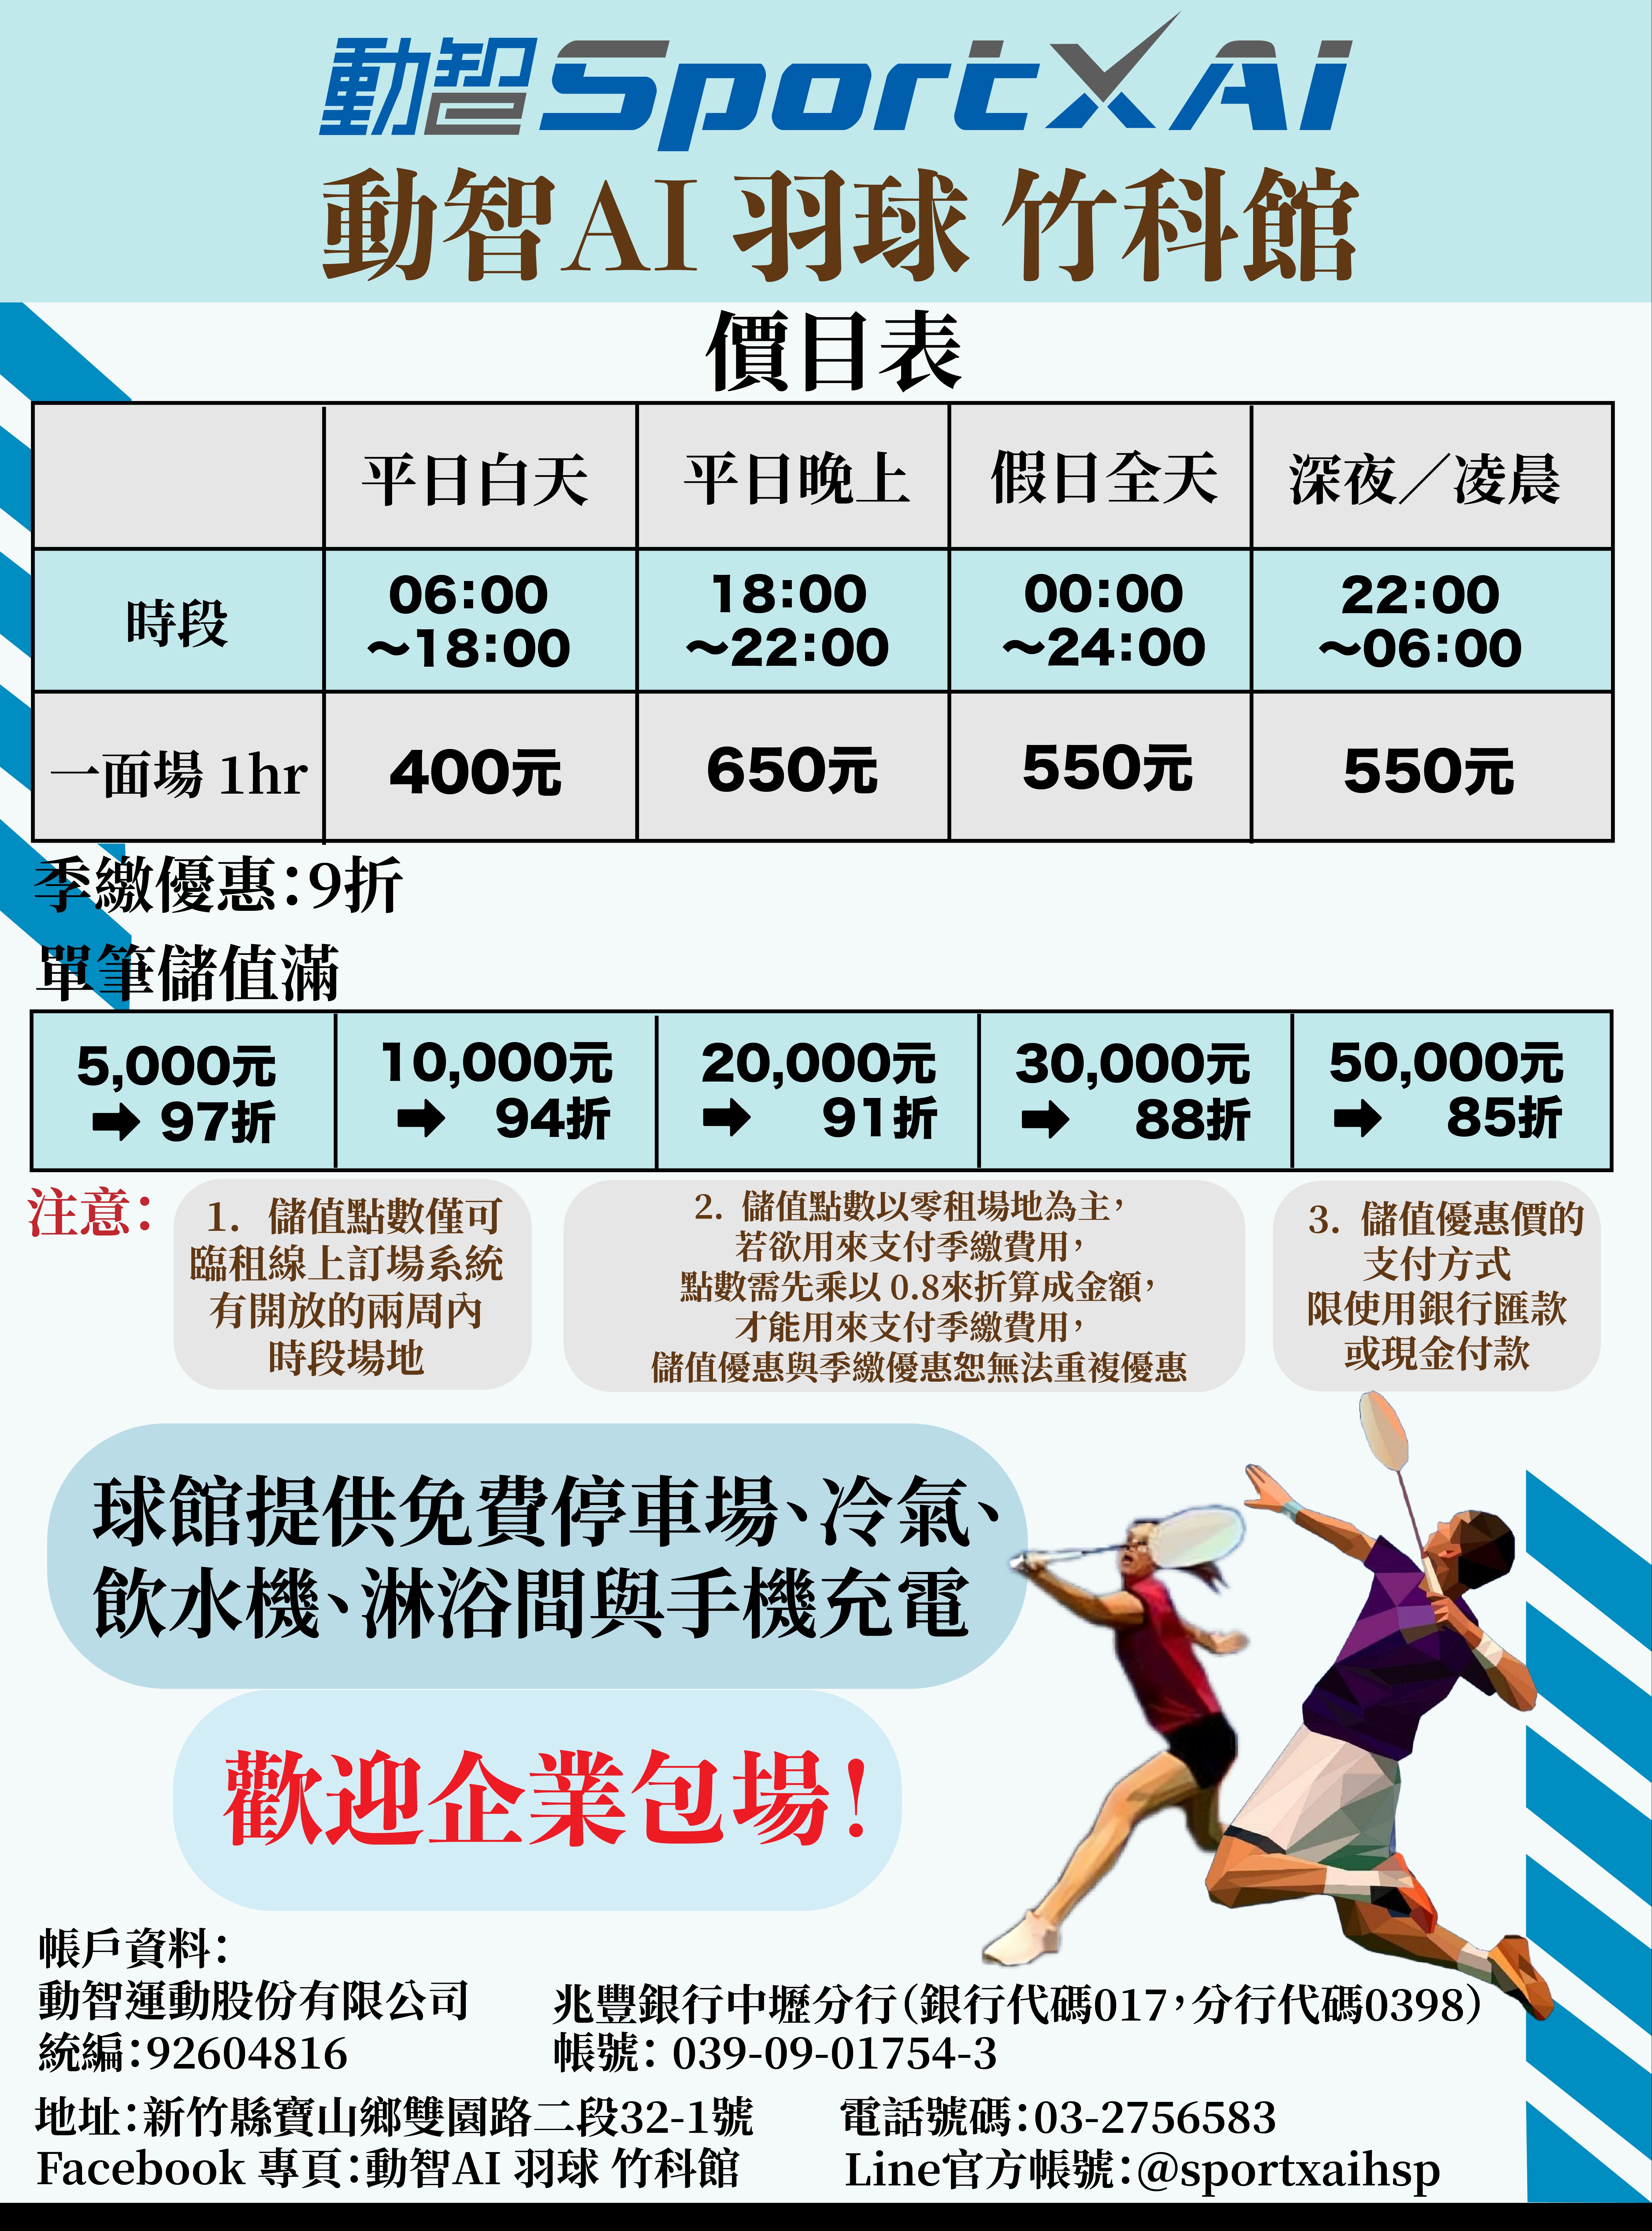 動智SportXAi
動智AI 羽球 竹科館
價目表
平日白天 平日晚上 假日全天 深夜／凌晨
時段 06:00～18:00 18:00～22:00 00:00～24:00 22:00～06:00
一面場 1hr 400元 650元 550元 550元
季繳優惠：9折
單筆儲值滿
5,000元 10,000元 20,000元 30,000元 50,000元
➡ 97折 ➡ 94折 ➡ 91折 ➡ 88折 ➡ 85折
注意：
1. 儲值點數僅可
臨租線上訂場系統
有開放的兩周內
時段場地
2. 儲值點數以零租場地為主，
若欲用來支付季繳費用，
點數需先乘以 0.8來折算成金額，
才能用來支付季繳費用，
儲值優惠與季繳優惠恕無法重複優惠
3. 儲值優惠價的
支付方式
限使用銀行匯款
或現金付款
球館提供免費停車場、冷氣、
飲水機、淋浴間與手機充電
歡迎企業包場！
帳戶資料：
動智運動股份有限公司
統編：92604816
兆豐銀行中壢分行（銀行代碼017，分行代碼0398）
帳號： 039-09-01754-3
地址：新竹縣寶山鄉雙園路二段32-1號
電話號碼：03-2756583
Facebook 專頁：動智AI 羽球 竹科館
Line官方帳號：@sportxaihsp